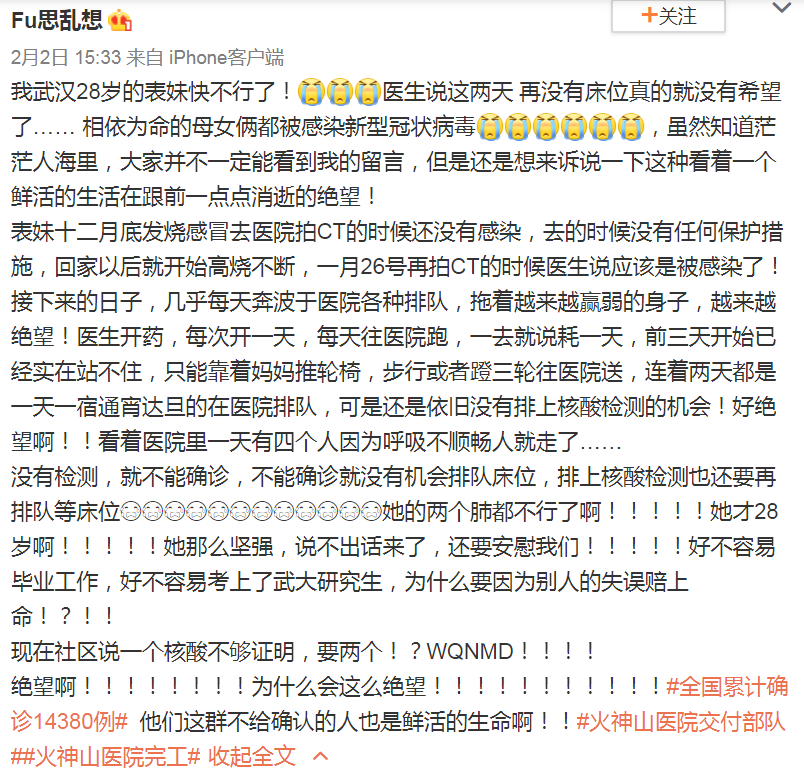 Fu思乱想
+关注
2月2日 15:33 来自 iPhone客户端
我武汉28岁的表妹快不行了！😭😭😭医生说这两天 再没有床位真的就没有希望
了…… 相依为命的母女俩都被感染新型冠状病毒😭😭😭😭😭😭，虽然知道茫
茫人海里，大家并不一定能看到我的留言，但是还是想来诉说一下这种看着一个
鲜活的生活在跟前一点点消逝的绝望！
表妹十二月底发烧感冒去医院拍CT的时候还没有感染，去的时候没有任何保护措
施，回家以后就开始高烧不断，一月26号再拍CT的时候医生说应该是被感染了！
接下来的日子，几乎每天奔波于医院各种排队，拖着越来越赢弱的身子，越来越
绝望！医生开药，每次开一天，每天往医院跑，一去就说耗一天，前三天开始已
经实在站不住，只能靠着妈妈推轮椅，步行或者蹬三轮往医院送，连着两天都是
一天一宿通宵达旦的在医院排队，可是还是依旧没有排上核酸检测的机会！好绝
望啊！！看着医院里一天有四个人因为呼吸不顺畅人就走了……
没有检测，就不能确诊，不能确诊就没有机会排队床位，排上核酸检测也还要再
排队等床位😥😥😥😥😥😥😥😥😥😥😥😥她的两个肺都不行了啊！！！！！她才28
岁啊！！！！！她那么坚强，说不出话来了，还要安慰我们！！！！！好不容易
毕业工作，好不容易考上了武大研究生，为什么要因为别人的失误赔上
命！？！！
现在社区说一个核酸不够证明，要两个！？WQNMD！！！！
绝望啊！！！！！！！！为什么会这么绝望！！！！！！！！！！！#全国累计确
诊14380例# 他们这群不给确认的人也是鲜活的生命啊！！#火神山医院交付部队
##火神山医院完工# 收起全文